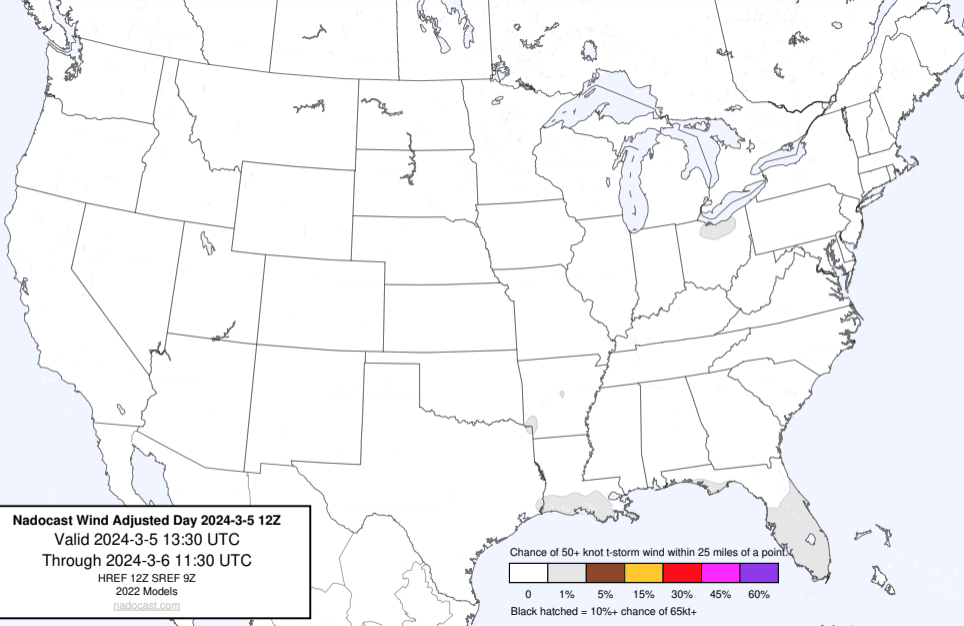 Nadocast Wind Adjusted Day 2024-3-5 12Z
Valid 2024-3-5 13:30 UTC
Through 2024-3-6 11:30 UTC
HREF 12Z SREF 9Z
2022 Models
nadocast.com
Chance of 50+ knot t-storm wind within 25 miles of a point.
0 1% 5% 15% 30% 45% 60%
Black hatched = 10%+ chance of 65kt+